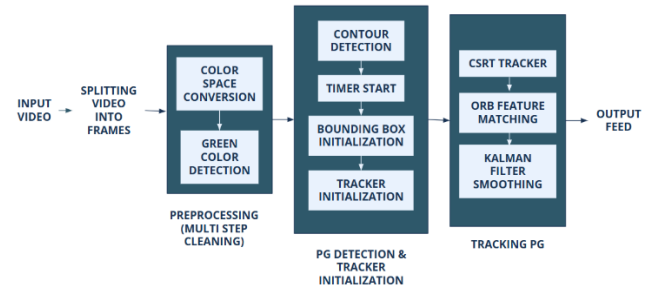 INPUT
VIDEO
SPLITTING
VIDEO
INTO
FRAMES
COLOR
SPACE
CONVERSION
GREEN
COLOR
DETECTION
PREPROCESSING
(MULTI STEP
CLEANING)
CONTOUR
DETECTION
TIMER START
BOUNDING BOX
INITIALIZATION
TRACKER
INITIALIZATION
PG DETECTION &
TRACKER
INITIALIZATION
CSRT TRACKER
ORB FEATURE
MATCHING
KALMAN
FILTER
SMOOTHING
TRACKING PG
OUTPUT
FEED